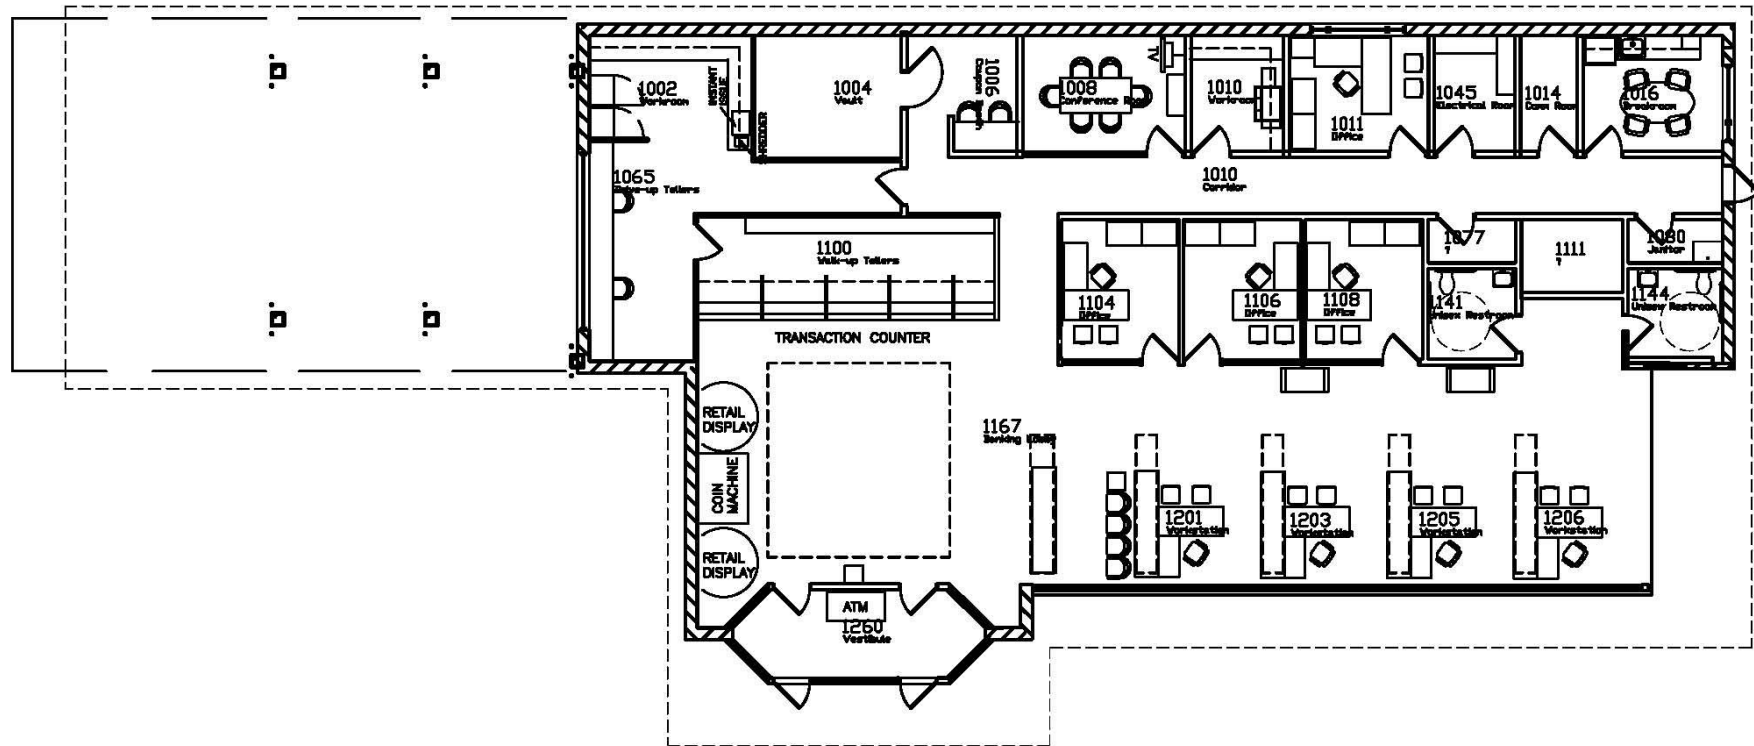 1002
Workroom
INSTANT
ISSUE
SHREDDER
1004
Vault
1006
Coupon Booth
1008
Conference Room
TV
1010
Workroom
1011
Office
1045
Electrical Room
1014
Comm Room
1016
Breakroom
1065
Drive-up Tellers
1010
Corridor
1100
Walk-up Tellers
1104
Office
1106
Office
1108
Office
1077
?
1111
?
1080
Janitor
1141
Unisex Restroom
1144
Unisex Restroom
TRANSACTION COUNTER
RETAIL
DISPLAY
COIN
MACHINE
RETAIL
DISPLAY
1167
Banking Lobby
1201
Workstation
1203
Workstation
1205
Workstation
1206
Workstation
ATM
1260
Vestibule